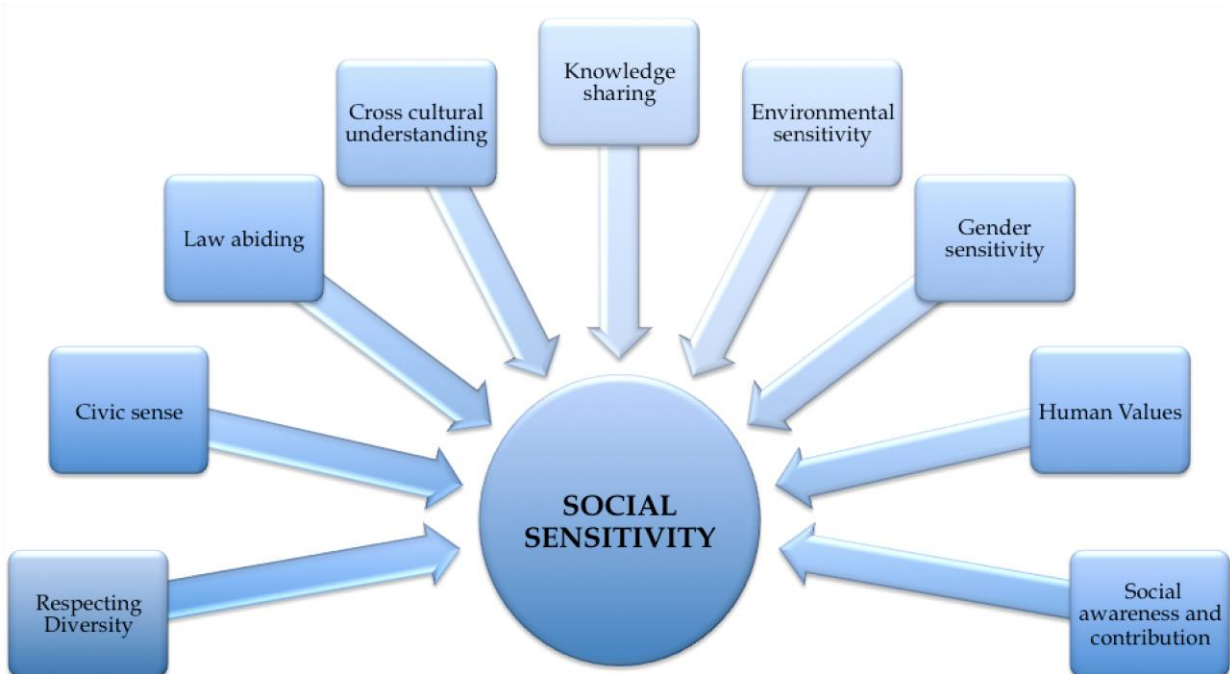 Knowledge
sharing
Cross cultural
understanding
Environmental
sensitivity
Law abiding
Gender
sensitivity
Civic sense
Human Values
SOCIAL
SENSITIVITY
Respecting
Diversity
Social
awareness and
contribution